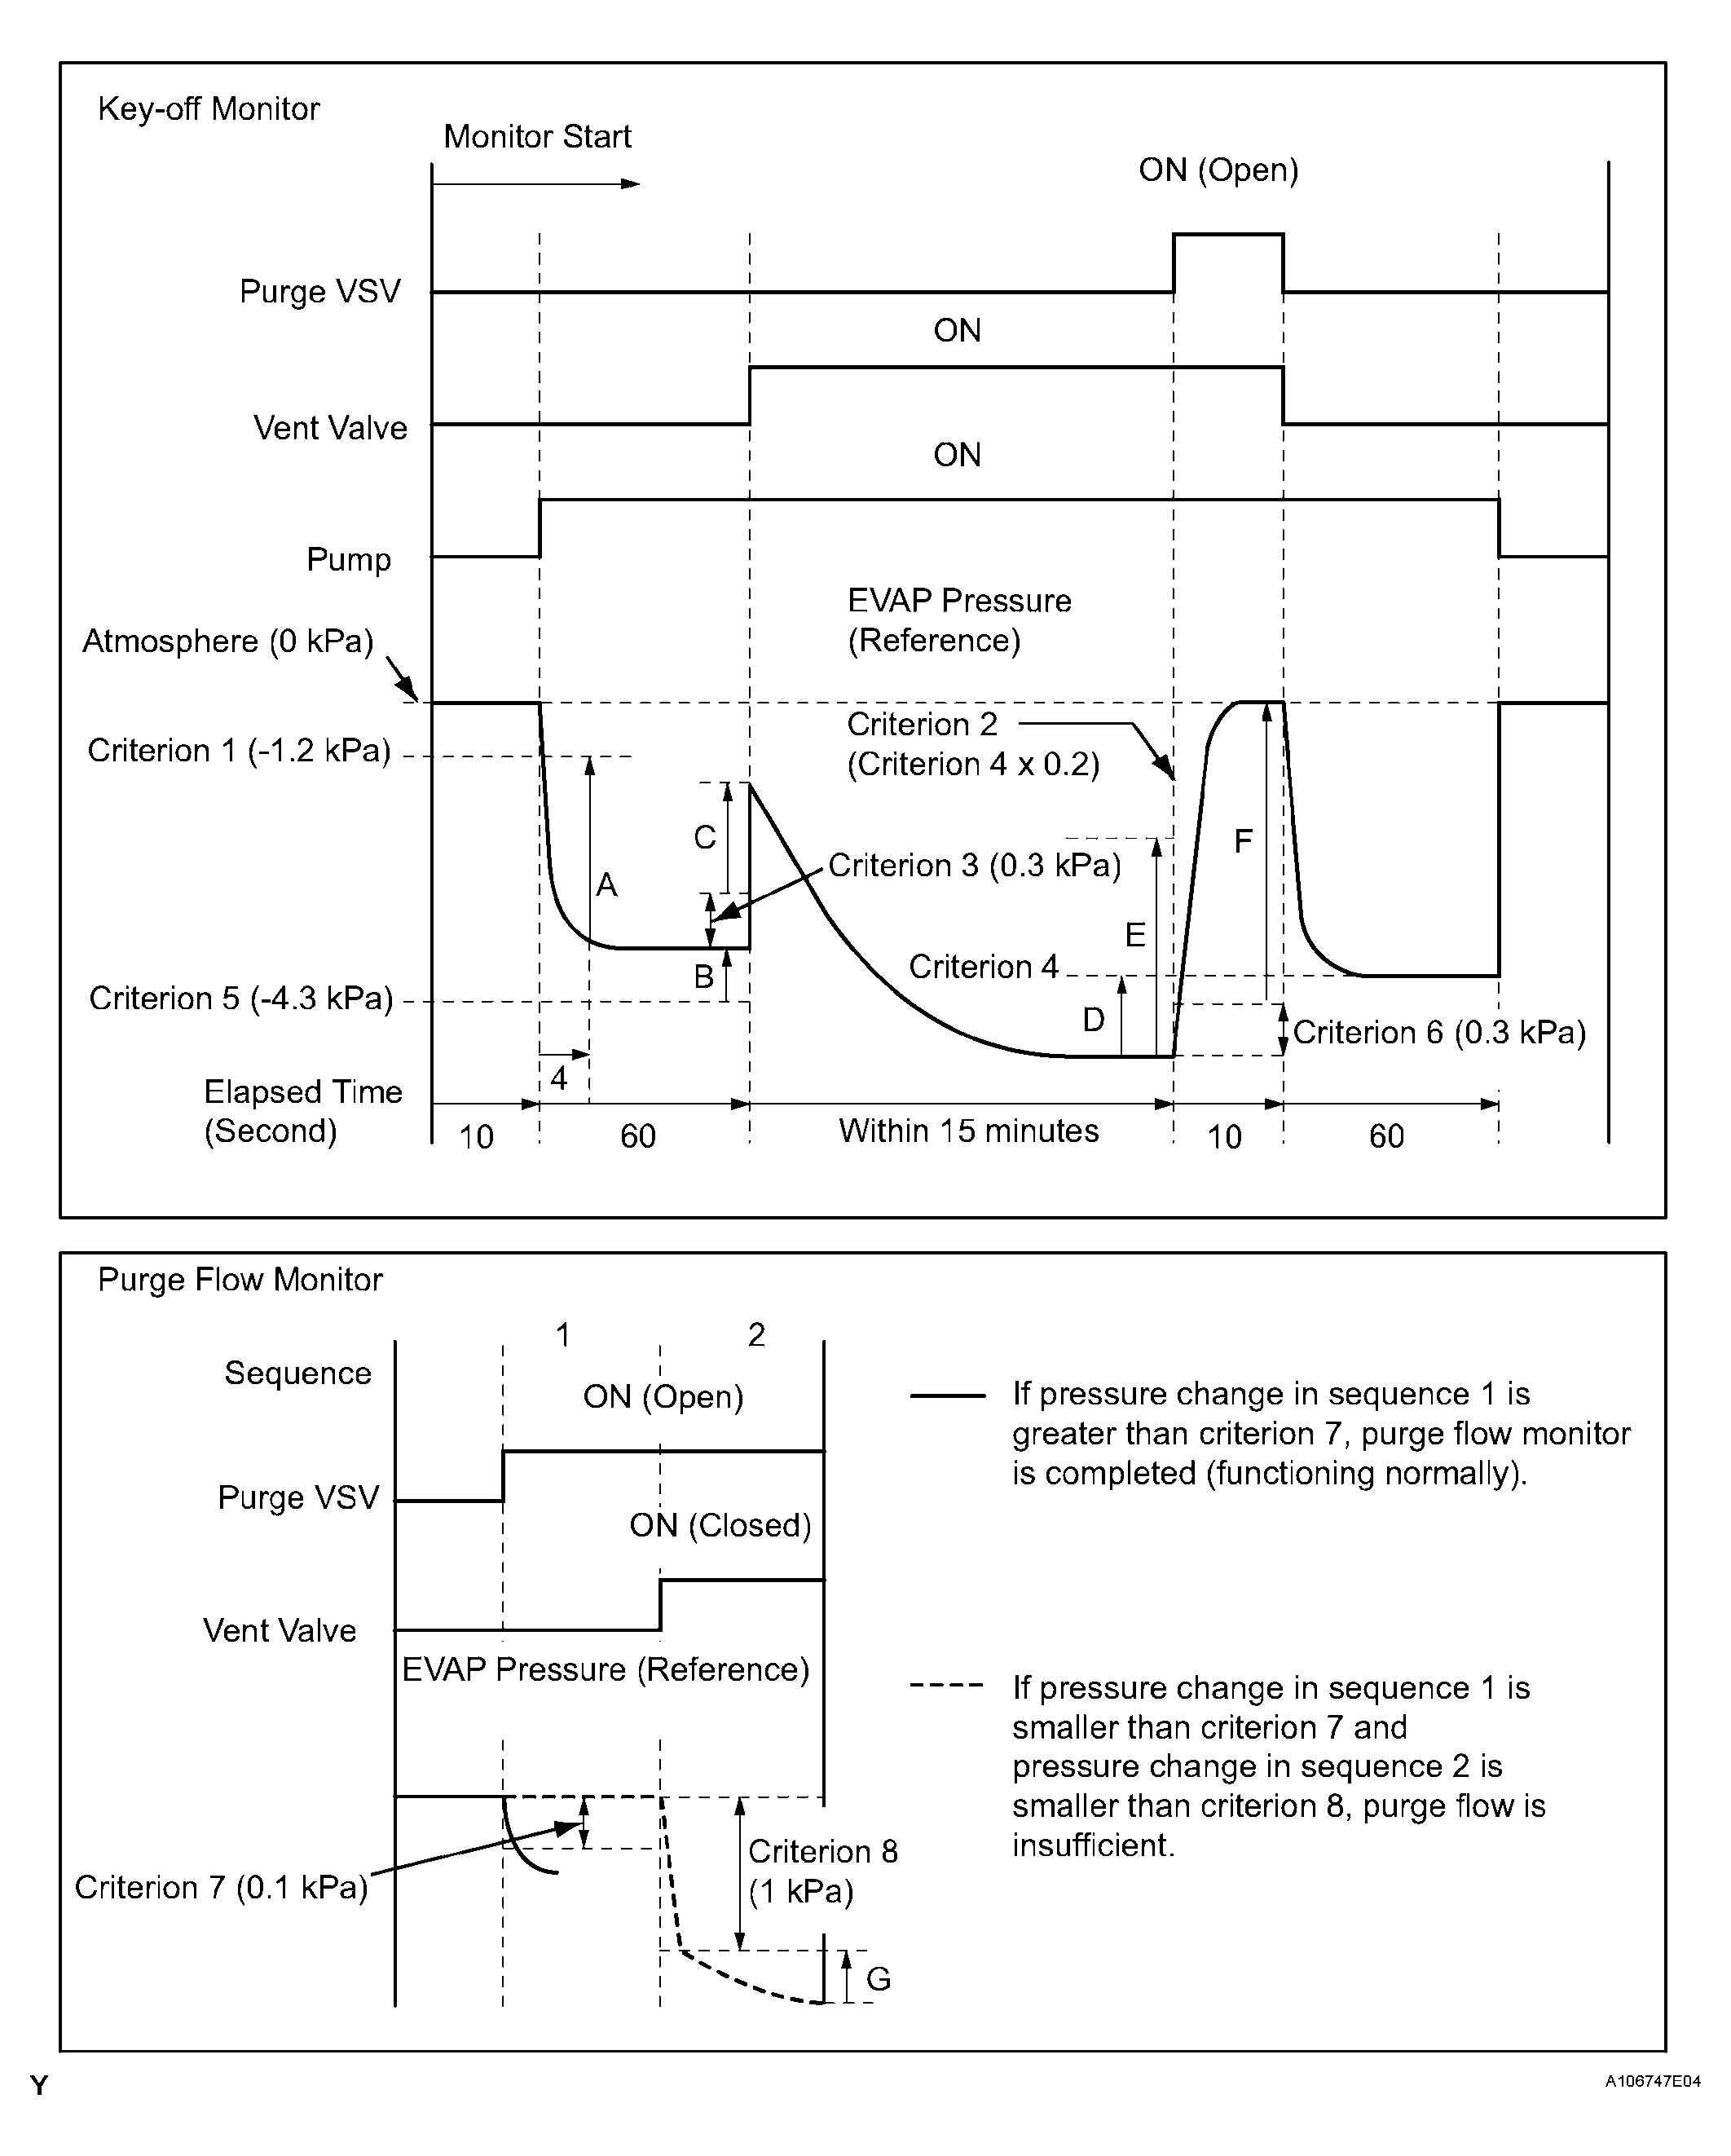 Key-off Monitor
Monitor Start
ON (Open)
Purge VSV
ON
Vent Valve
ON
Pump
EVAP Pressure
(Reference)
Atmosphere (0 kPa)
Criterion 1 (-1.2 kPa)
Criterion 2
(Criterion 4 x 0.2)
C
F
Criterion 3 (0.3 kPa)
A
E
Criterion 4
B
Criterion 5 (-4.3 kPa)
D
Criterion 6 (0.3 kPa)
4
Elapsed Time
(Second)
10
60
Within 15 minutes
10
60
Purge Flow Monitor
1
2
Sequence
ON (Open)
Purge VSV
ON (Closed)
Vent Valve
EVAP Pressure (Reference)
Criterion 7 (0.1 kPa)
Criterion 8
(1 kPa)
G
If pressure change in sequence 1 is
greater than criterion 7, purge flow monitor
is completed (functioning normally).
If pressure change in sequence 1 is
smaller than criterion 7 and
pressure change in sequence 2 is
smaller than criterion 8, purge flow is
insufficient.
Y
A106747E04